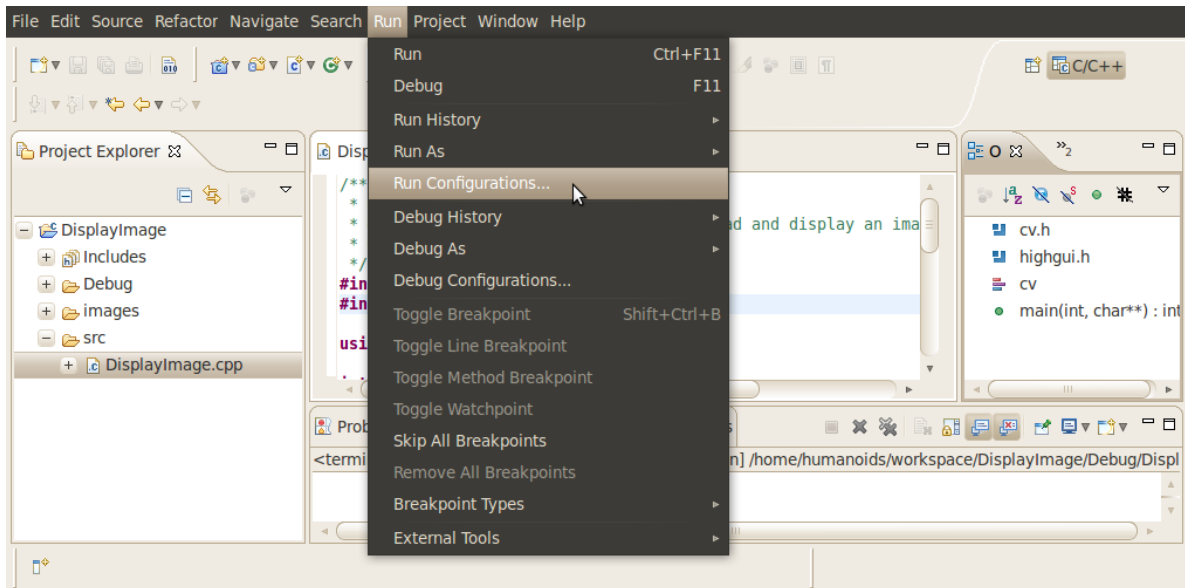 File Edit Source Refactor Navigate Search Run Project Window Help
C/C++
Project Explorer
DisplayImage
Includes
Debug
images
src
DisplayImage.cpp
Run Ctrl+F11
Debug F11
Run History
Run As
Run Configurations...
Debug History
Debug As
Debug Configurations...
Toggle Breakpoint Shift+Ctrl+B
Toggle Line Breakpoint
Toggle Method Breakpoint
Toggle Watchpoint
Skip All Breakpoints
Remove All Breakpoints
Breakpoint Types
External Tools
Disp
/**
*
* ad and display an ima
*
*/
#in
#in
usi
O »2
cv.h
highgui.h
cv
main(int, char**) : int
Prob s
<termi n] /home/humanoids/workspace/DisplayImage/Debug/Displ